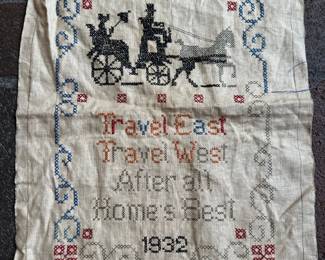 Travel East
Travel West
After all
Home's Best
1932